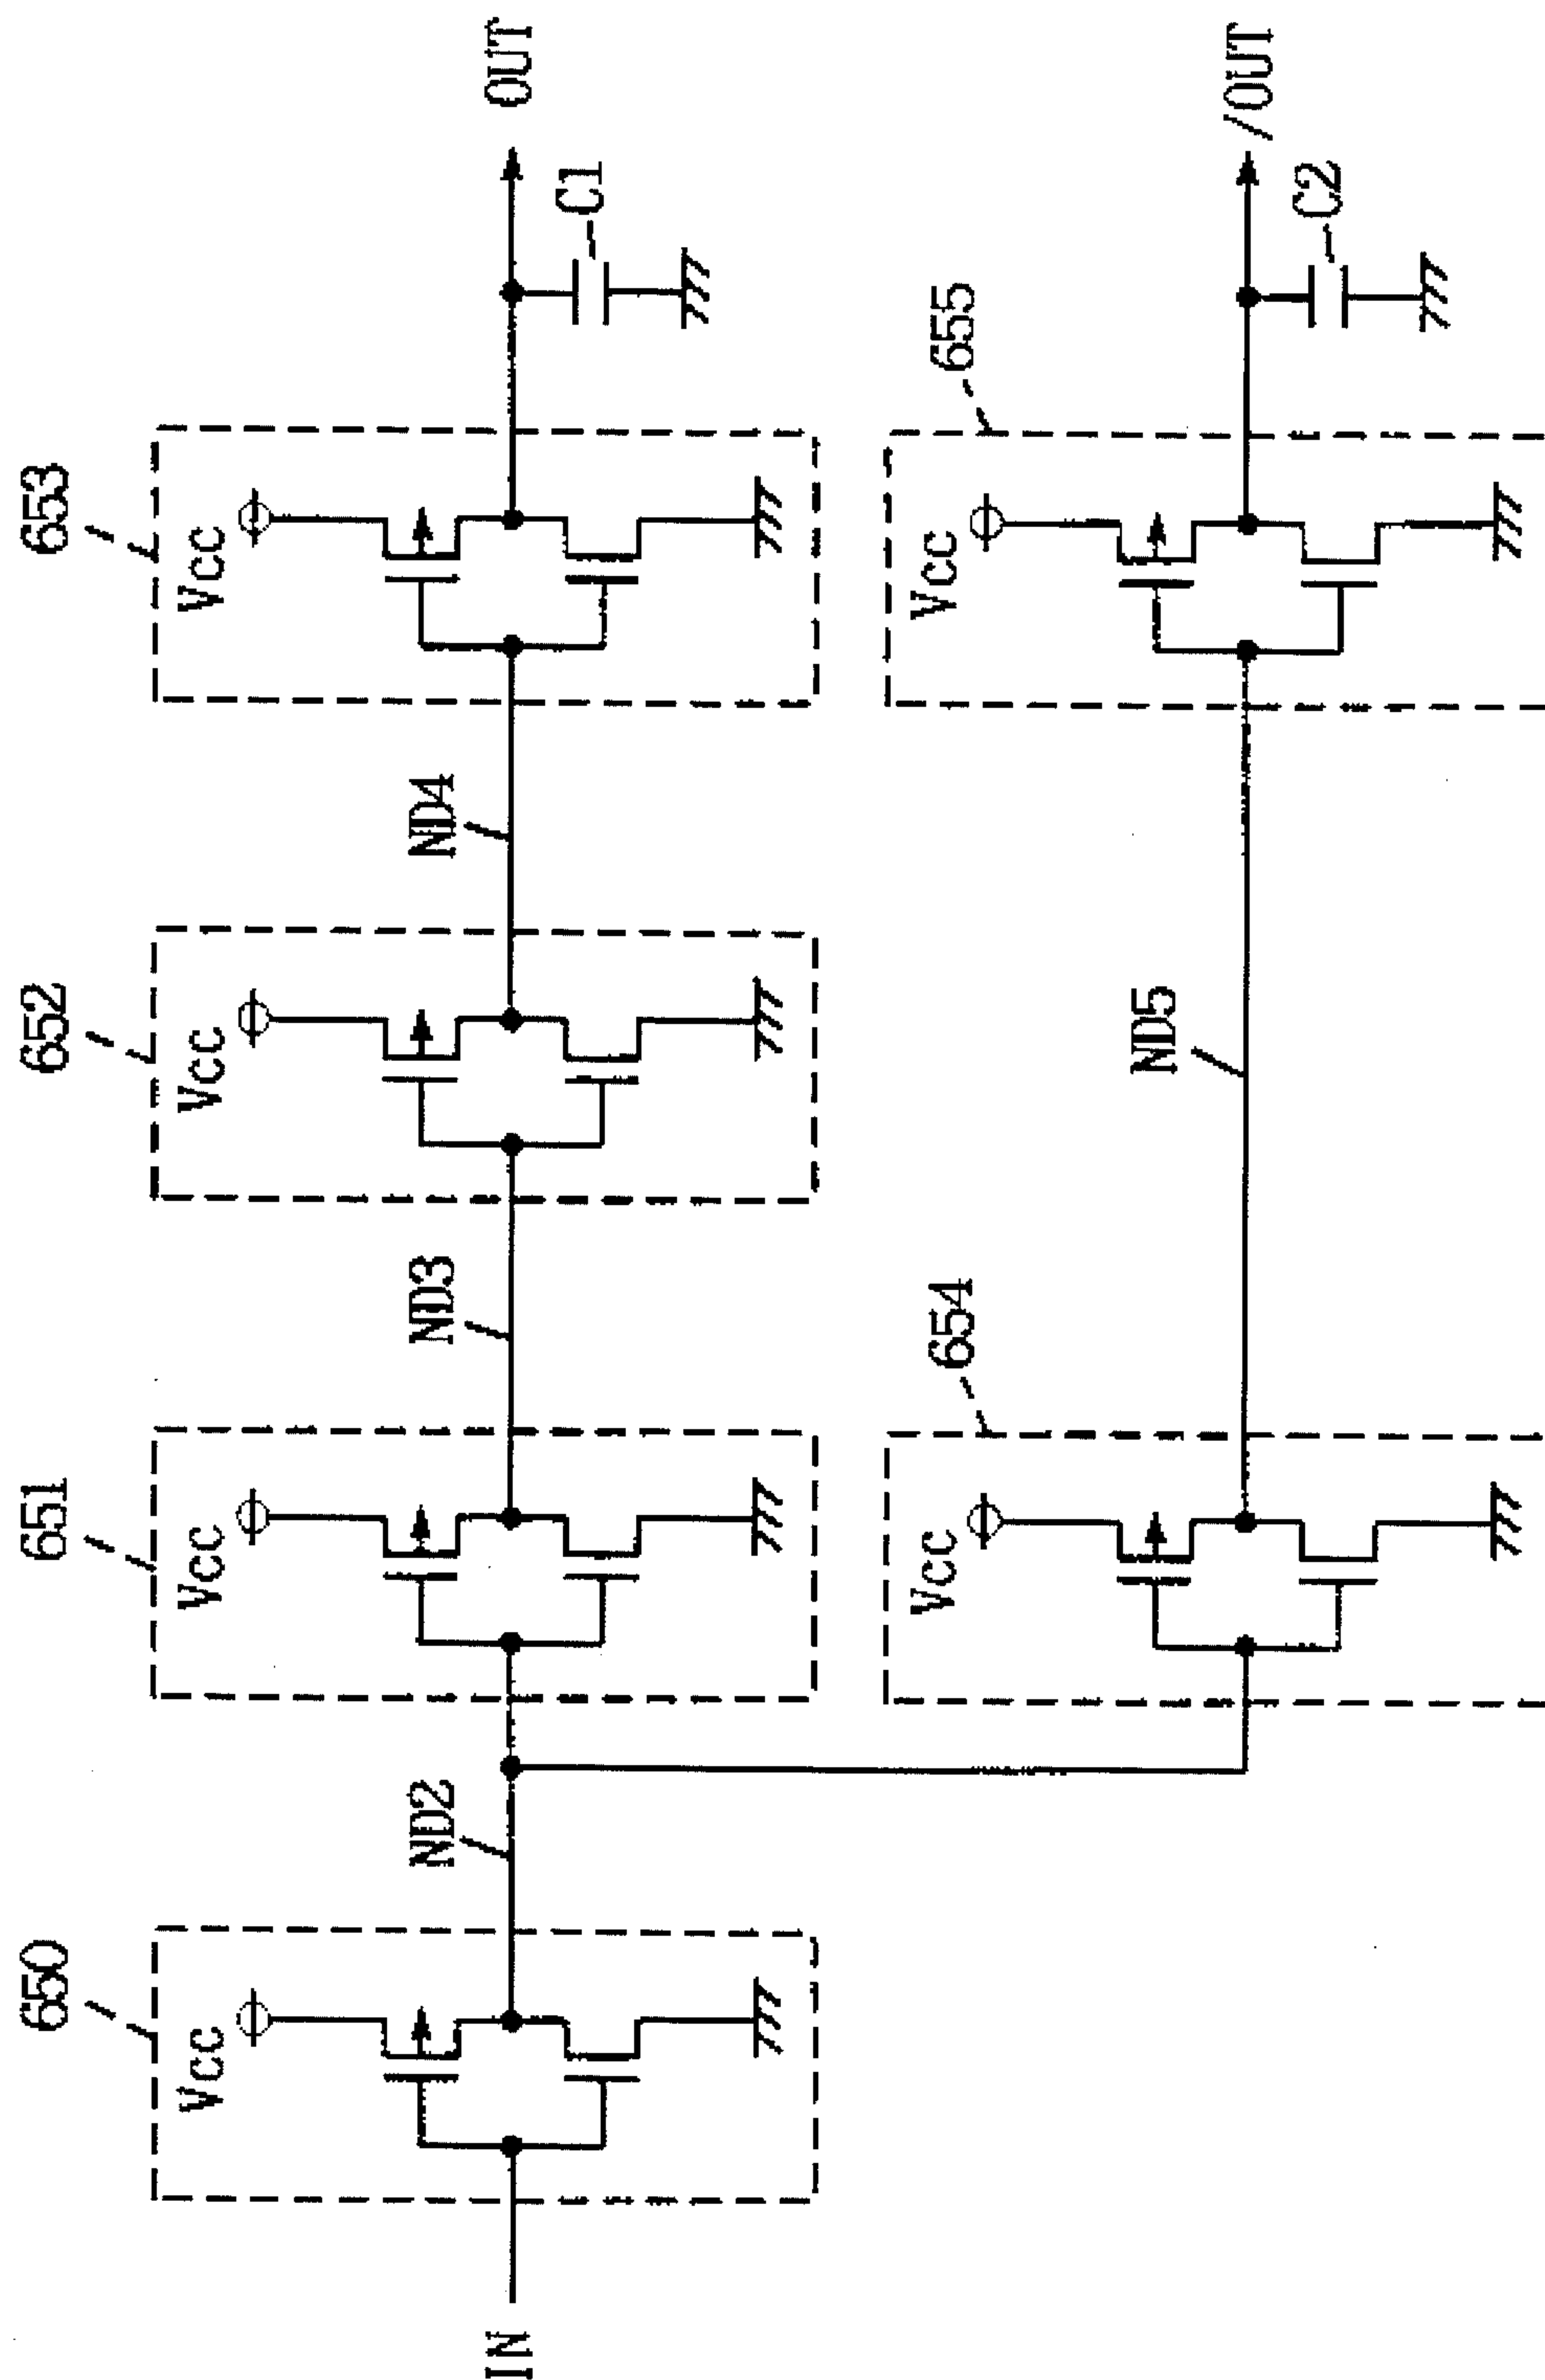 650
651
652
653
Vcc
Vcc
Vcc
Vcc
IN
ND2
ND3
ND4
OUT
C1
654
655
Vcc
Vcc
ND5
/OUT
C2